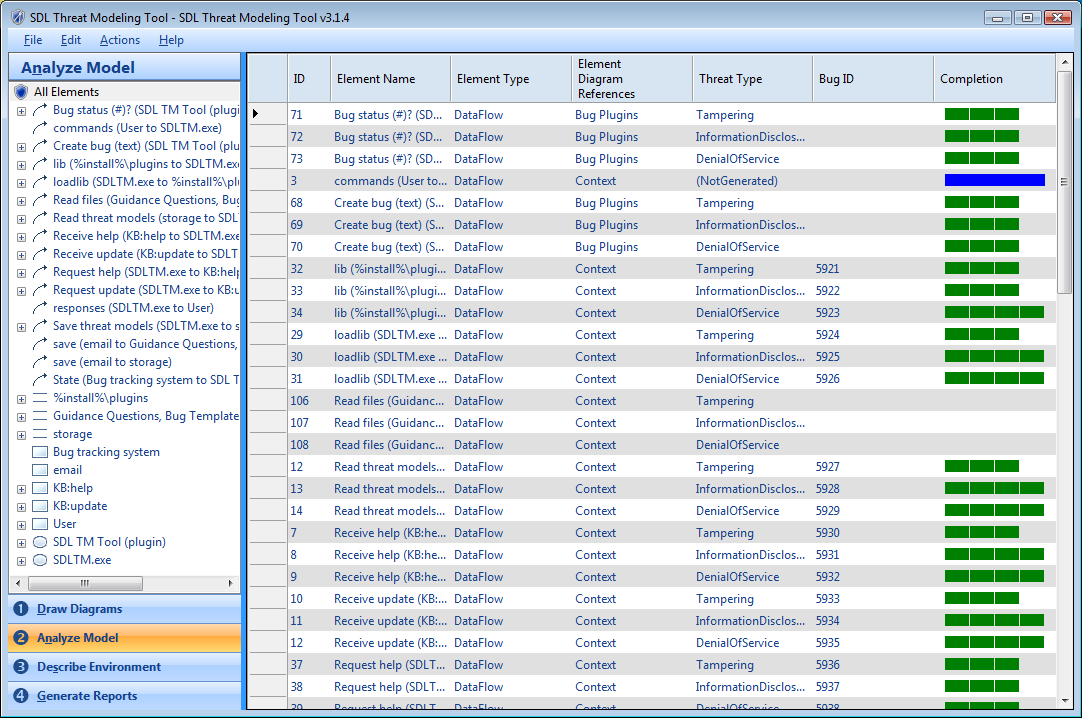 SDL Threat Modeling Tool - SDL Threat Modeling Tool v3.1.4
File Edit Actions Help
Analyze Model
All Elements
Bug status (#)? (SDL TM Tool (plugi
commands (User to SDLTM.exe)
Create bug (text) (SDL TM Tool (plu
lib (%install%\plugins to SDLTM.exe
loadlib (SDLTM.exe to %install%\plu
Read files (Guidance Questions, Bug
Read threat models (storage to SDL
Receive help (KB:help to SDLTM.exe
Receive update (KB:update to SDLT
Request help (SDLTM.exe to KB:help
Request update (SDLTM.exe to KB:u
responses (SDLTM.exe to User)
Save threat models (SDLTM.exe to s
save (email to Guidance Questions,
save (email to storage)
State (Bug tracking system to SDL T
%install%\plugins
Guidance Questions, Bug Template
storage
Bug tracking system
email
KB:help
KB:update
User
SDL TM Tool (plugin)
SDLTM.exe
1 Draw Diagrams
2 Analyze Model
3 Describe Environment
4 Generate Reports
ID Element Name Element Type Element Diagram References Threat Type Bug ID Completion
71 Bug status (#)? (SD... DataFlow Bug Plugins Tampering
72 Bug status (#)? (SD... DataFlow Bug Plugins InformationDisclos...
73 Bug status (#)? (SD... DataFlow Bug Plugins DenialOfService
3 commands (User to... DataFlow Context (NotGenerated)
68 Create bug (text) (S... DataFlow Bug Plugins Tampering
69 Create bug (text) (S... DataFlow Bug Plugins InformationDisclos...
70 Create bug (text) (S... DataFlow Bug Plugins DenialOfService
32 lib (%install%\plugi... DataFlow Context Tampering 5921
33 lib (%install%\plugi... DataFlow Context InformationDisclos... 5922
34 lib (%install%\plugi... DataFlow Context DenialOfService 5923
29 loadlib (SDLTM.exe ... DataFlow Context Tampering 5924
30 loadlib (SDLTM.exe ... DataFlow Context InformationDisclos... 5925
31 loadlib (SDLTM.exe ... DataFlow Context DenialOfService 5926
106 Read files (Guidanc... DataFlow Context Tampering
107 Read files (Guidanc... DataFlow Context InformationDisclos...
108 Read files (Guidanc... DataFlow Context DenialOfService
12 Read threat models... DataFlow Context Tampering 5927
13 Read threat models... DataFlow Context InformationDisclos... 5928
14 Read threat models... DataFlow Context DenialOfService 5929
7 Receive help (KB:he... DataFlow Context Tampering 5930
8 Receive help (KB:he... DataFlow Context InformationDisclos... 5931
9 Receive help (KB:he... DataFlow Context DenialOfService 5932
10 Receive update (KB:... DataFlow Context Tampering 5933
11 Receive update (KB:... DataFlow Context InformationDisclos... 5934
12 Receive update (KB:... DataFlow Context DenialOfService 5935
37 Request help (SDLT... DataFlow Context Tampering 5936
38 Request help (SDLT... DataFlow Context InformationDisclos... 5937
39 Request help (SDLT... DataFlow Context DenialOfService 5938